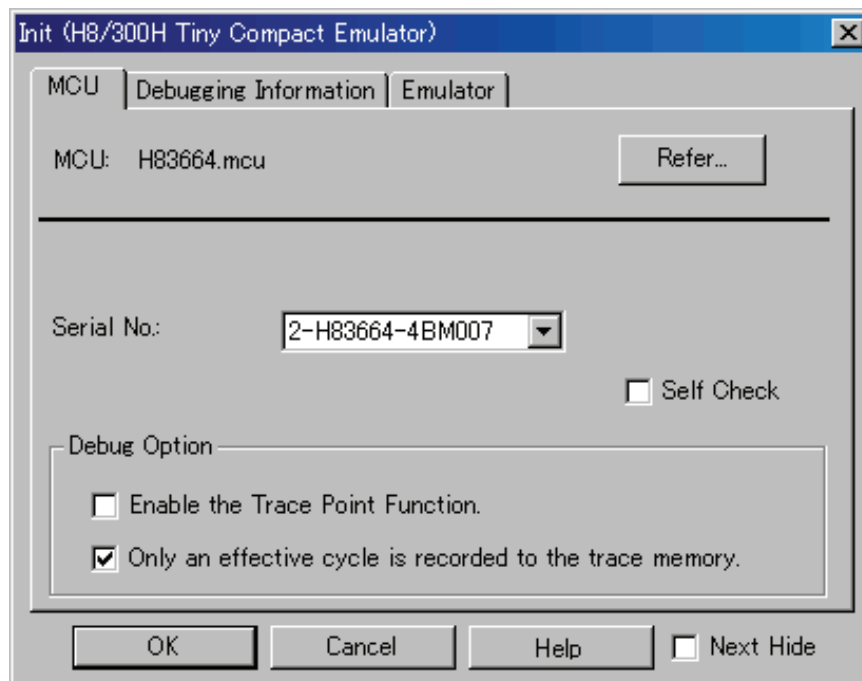 Init (H8/300H Tiny Compact Emulator)
MCU Debugging Information Emulator
MCU: H83664.mcu Refer...
Serial No.: 2-H83664-4BM007
Self Check
Debug Option
Enable the Trace Point Function.
Only an effective cycle is recorded to the trace memory.
OK Cancel Help Next Hide